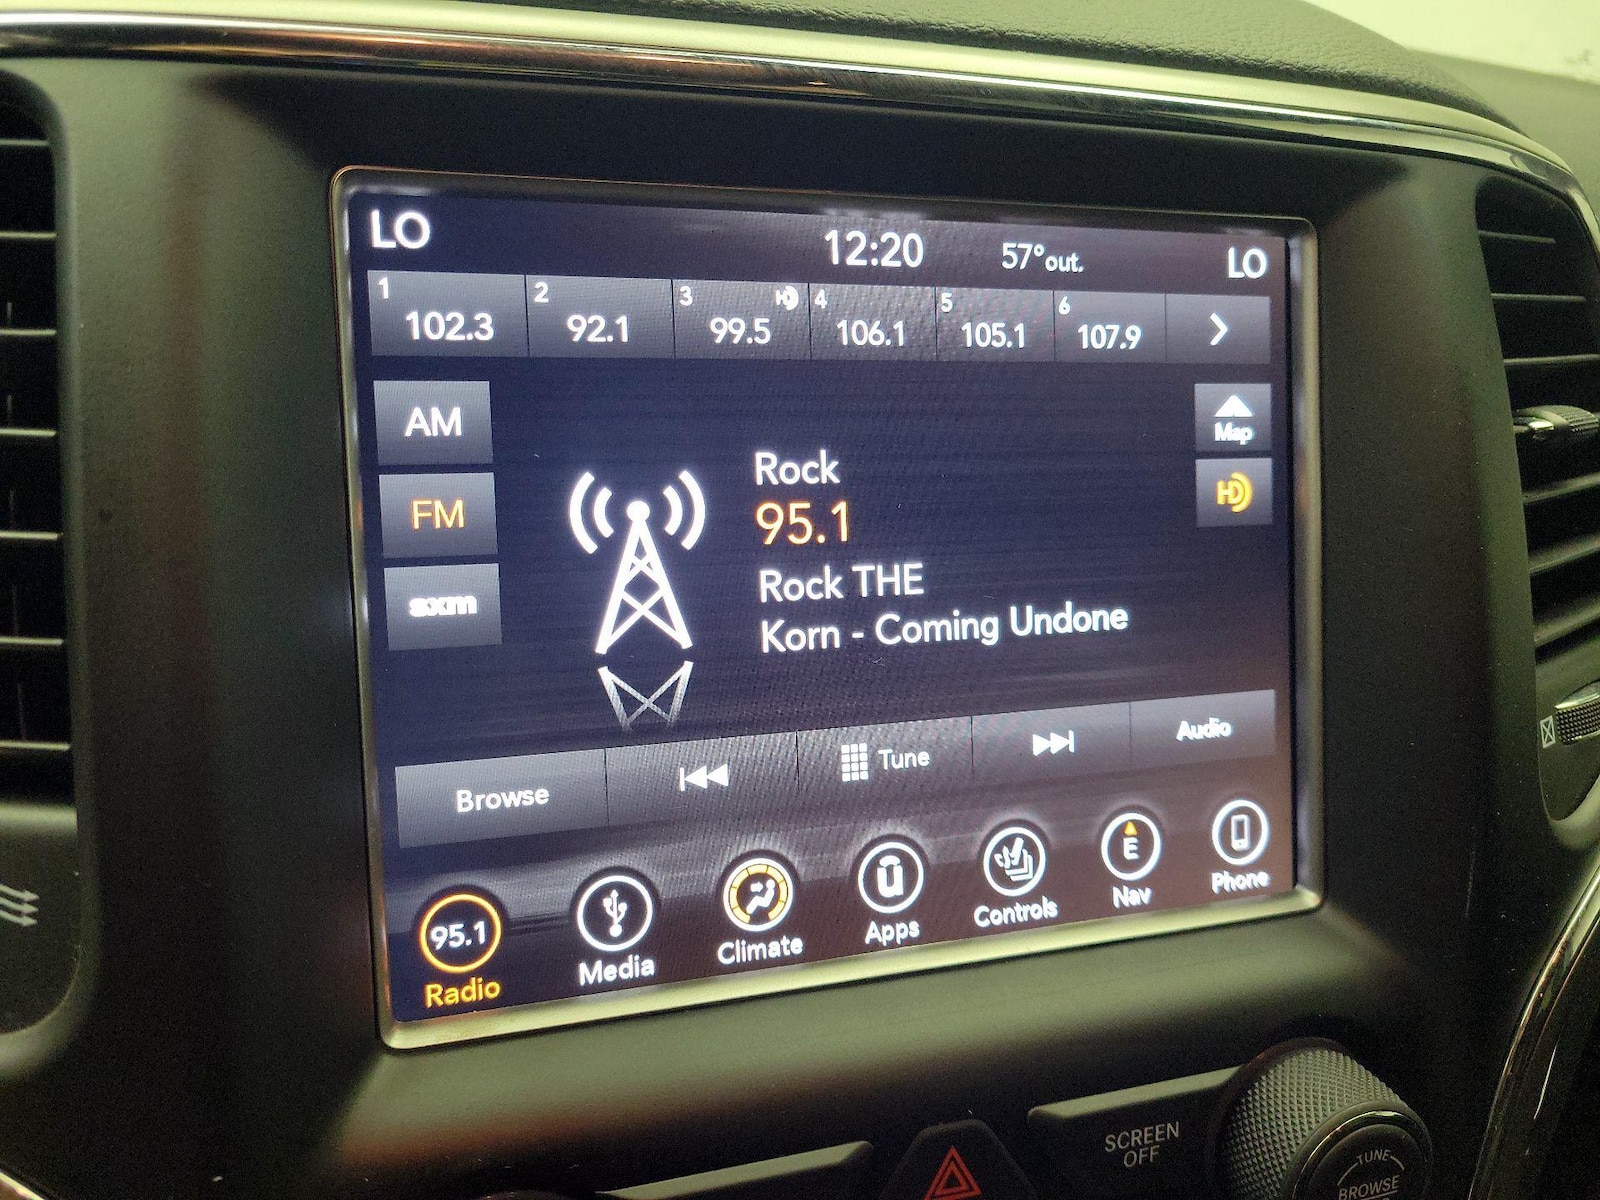 LO 12:20 57° out. LO
1 102.3 2 92.1 3 99.5 HD 4 106.1 5 105.1 6 107.9
AM
Map
FM
HD
sxm
Rock
95.1
Rock THE
Korn - Coming Undone
Browse Tune Audio
95.1 E
Radio Media Climate Apps Controls Nav Phone
SCREEN
OFF
TUNE
BROWSE